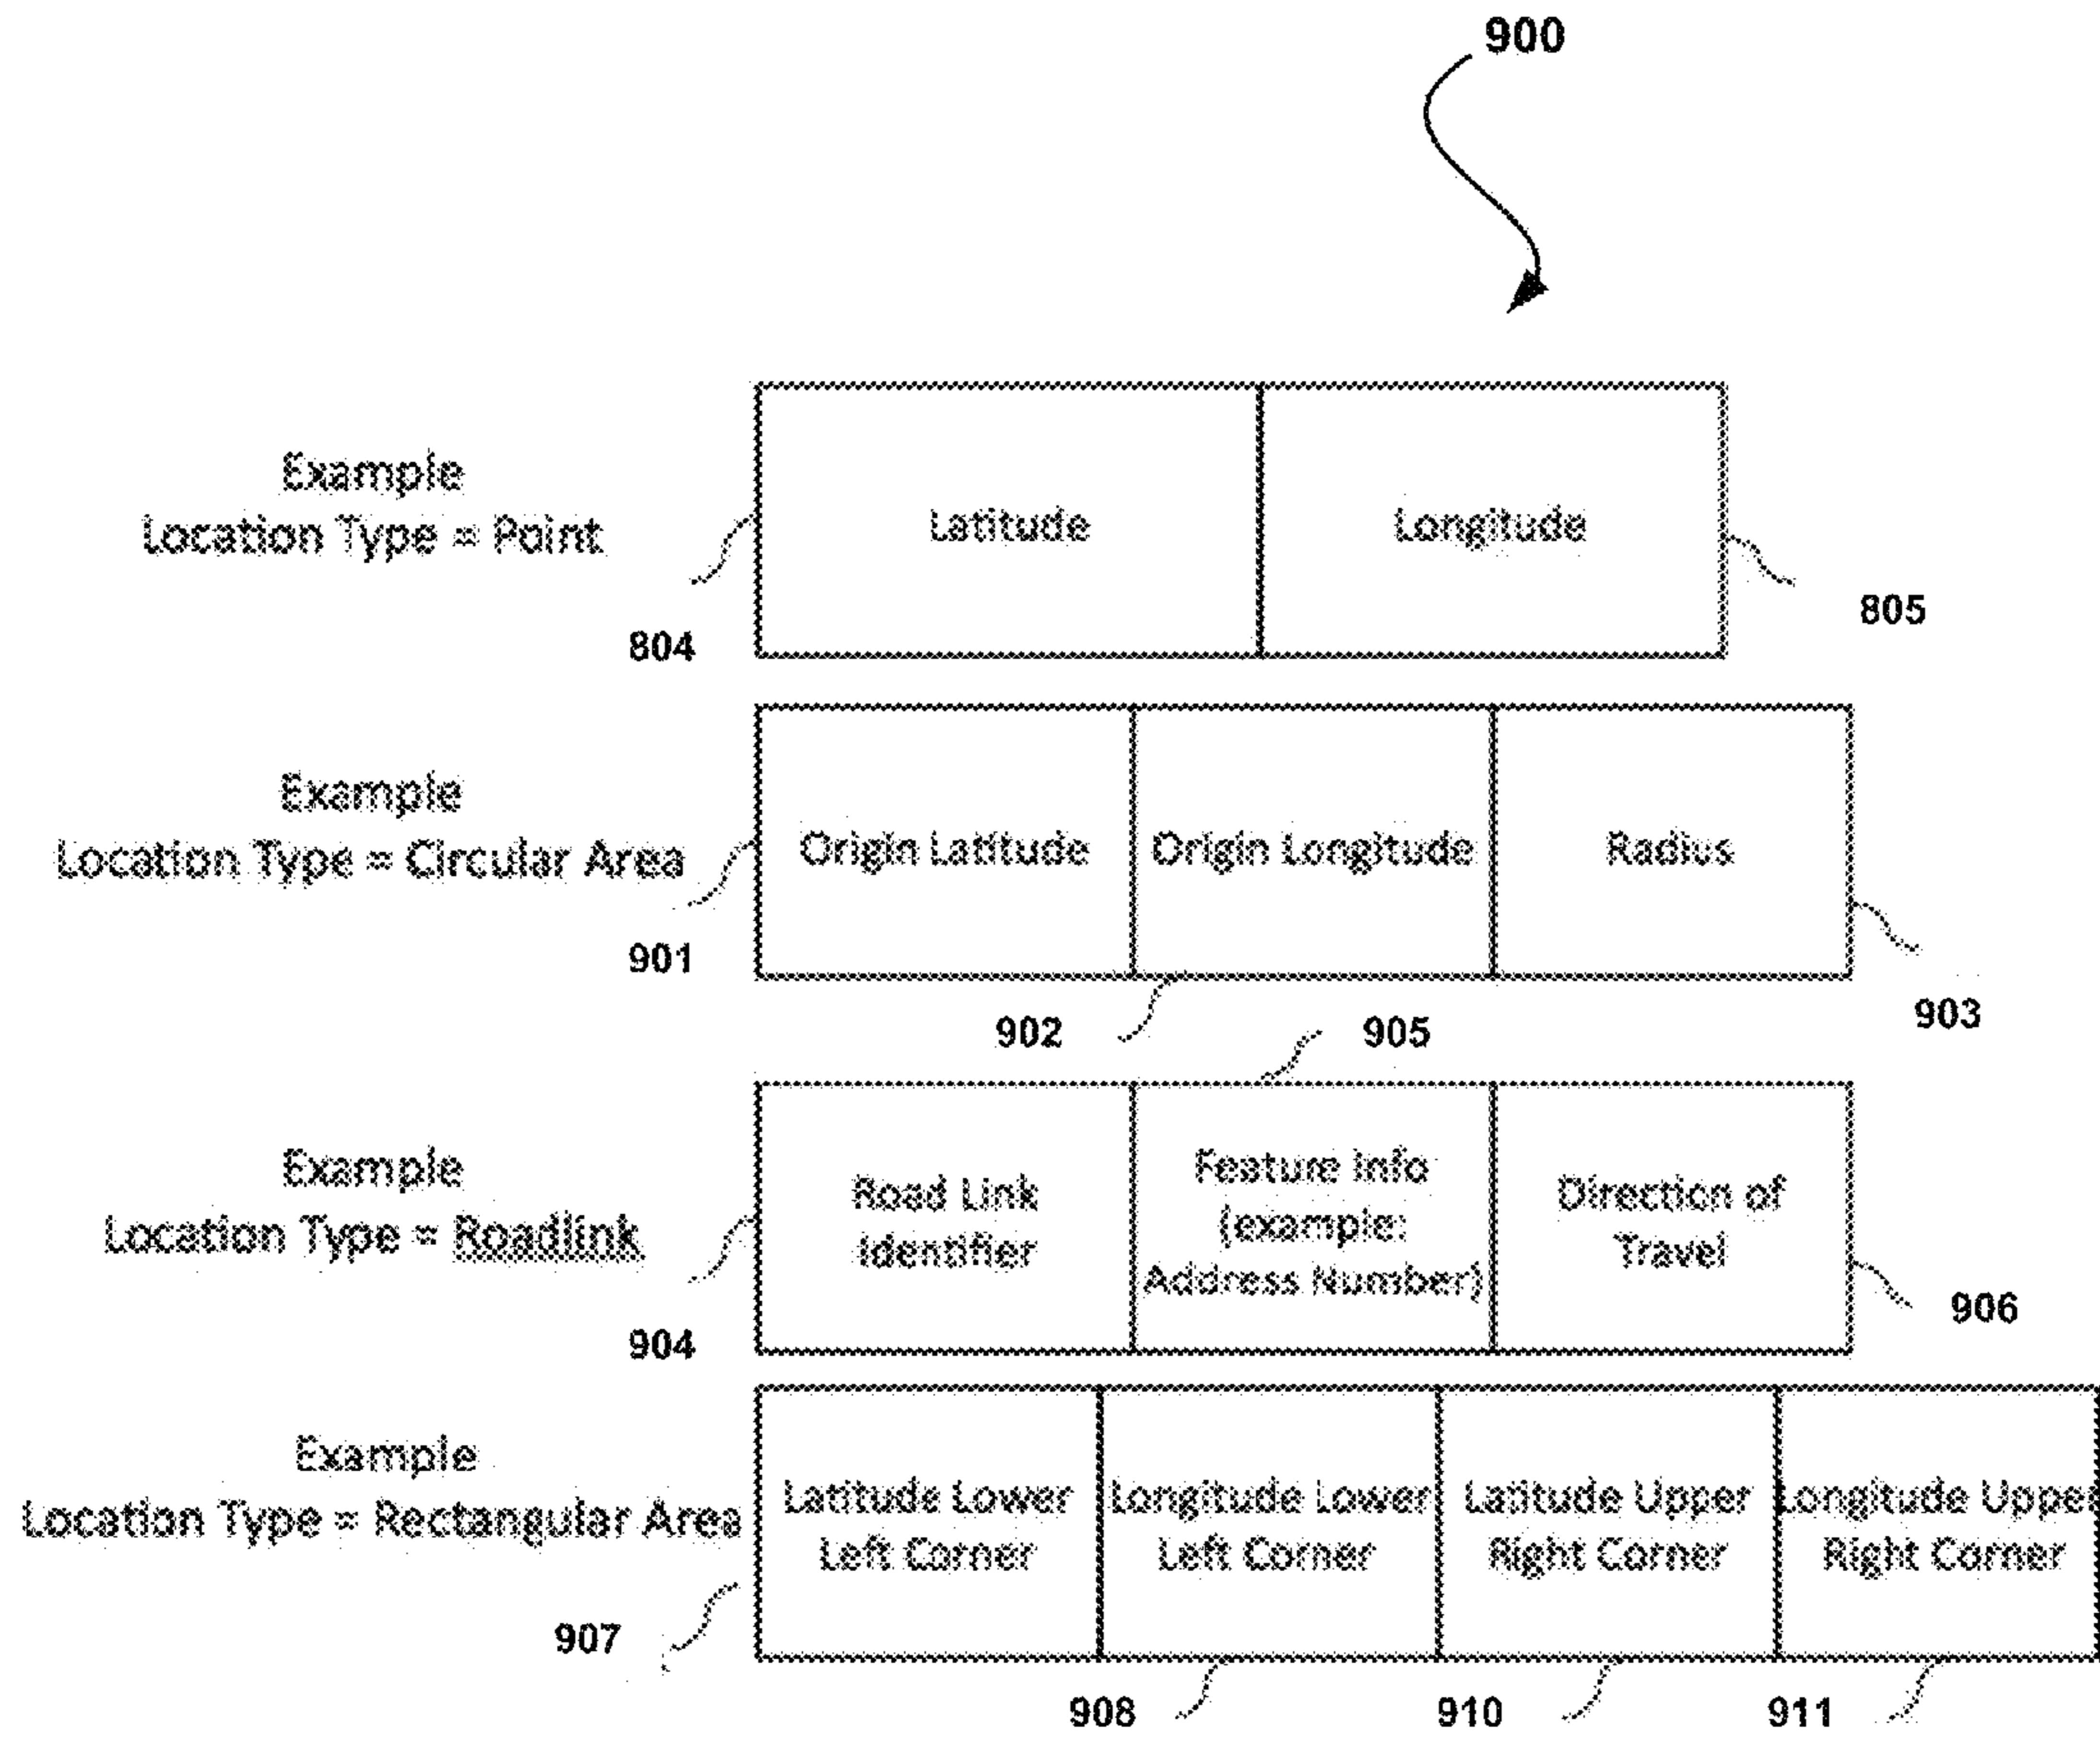 900
Example
Location Type = Point
Latitude
Longitude
804
805
Example
Location Type = Circular Area
Origin Latitude
Origin Longitude
Radius
901
902
903
905
Example
Location Type = Roadlink
Road Link
Identifier
Feature Info
(example:
Address Number)
Direction of
Travel
904
906
Example
Location Type = Rectangular Area
Latitude Lower
Left Corner
Longitude Lower
Left Corner
Latitude Upper
Right Corner
Longitude Upper
Right Corner
907
908
910
911